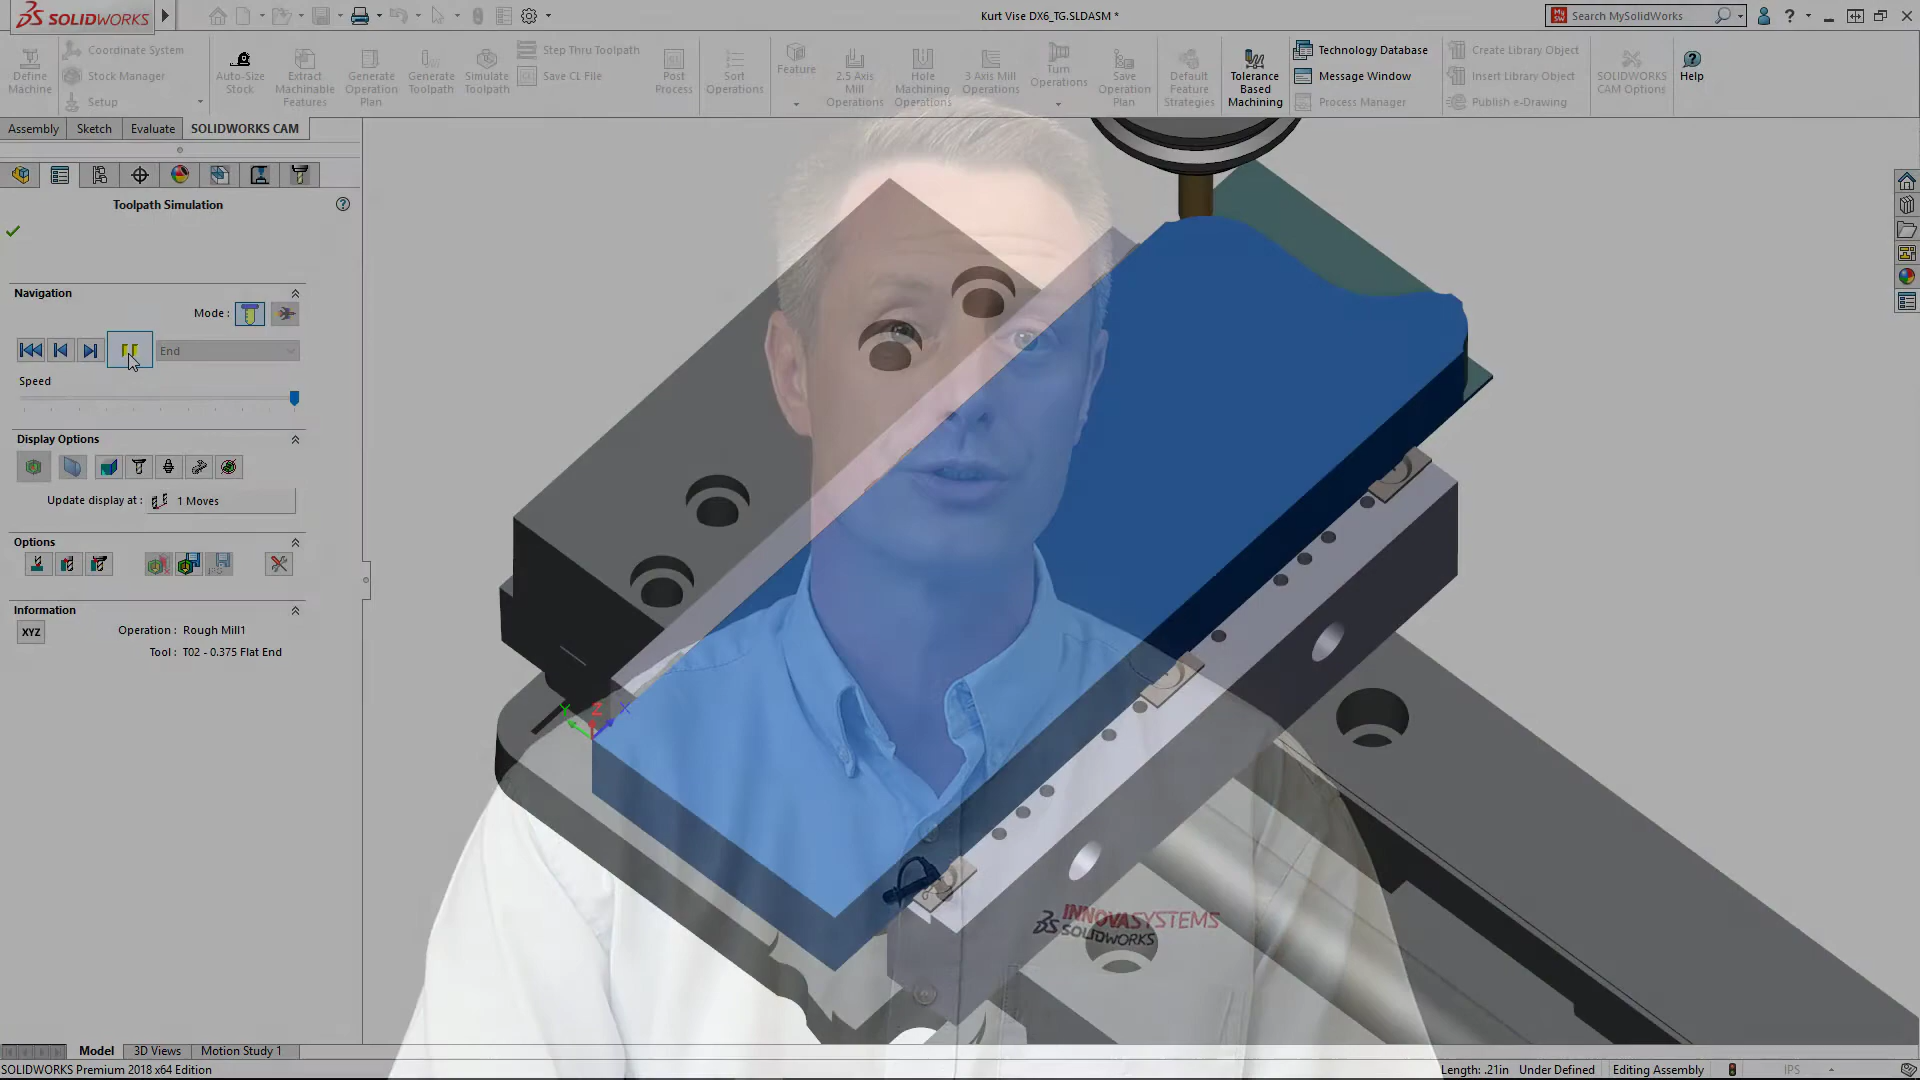 SOLIDWORKS
Kurt Vise DX6_TG.SLDASM *
Search MySolidWorks
Define Machine
Coordinate System
Stock Manager
Setup
Auto-Size Stock
Extract Machinable Features
Generate Operation Plan
Generate Toolpath
Simulate Toolpath
Step Thru Toolpath
Save CL File
Post Process
Sort Operations
Feature
2.5 Axis Mill Operations
Hole Machining Operations
3 Axis Mill Operations
Turn Operations
Save Operation Plan
Default Feature Strategies
Tolerance Based Machining
Technology Database
Message Window
Process Manager
Create Library Object
Insert Library Object
Publish e-Drawing
SOLIDWORKS CAM Options
Help
Assembly
Sketch
Evaluate
SOLIDWORKS CAM
Toolpath Simulation
Navigation
Mode :
End
Speed
Display Options
Update display at :
1 Moves
Options
Information
XYZ
Operation : Rough Mill1
Tool : T02 - 0.375 Flat End
Y
Z
X
INNOVASYSTEMS
SOLIDWORKS
Model
3D Views
Motion Study 1
SOLIDWORKS Premium 2018 x64 Edition
Length: .21in
Under Defined
Editing Assembly
IPS